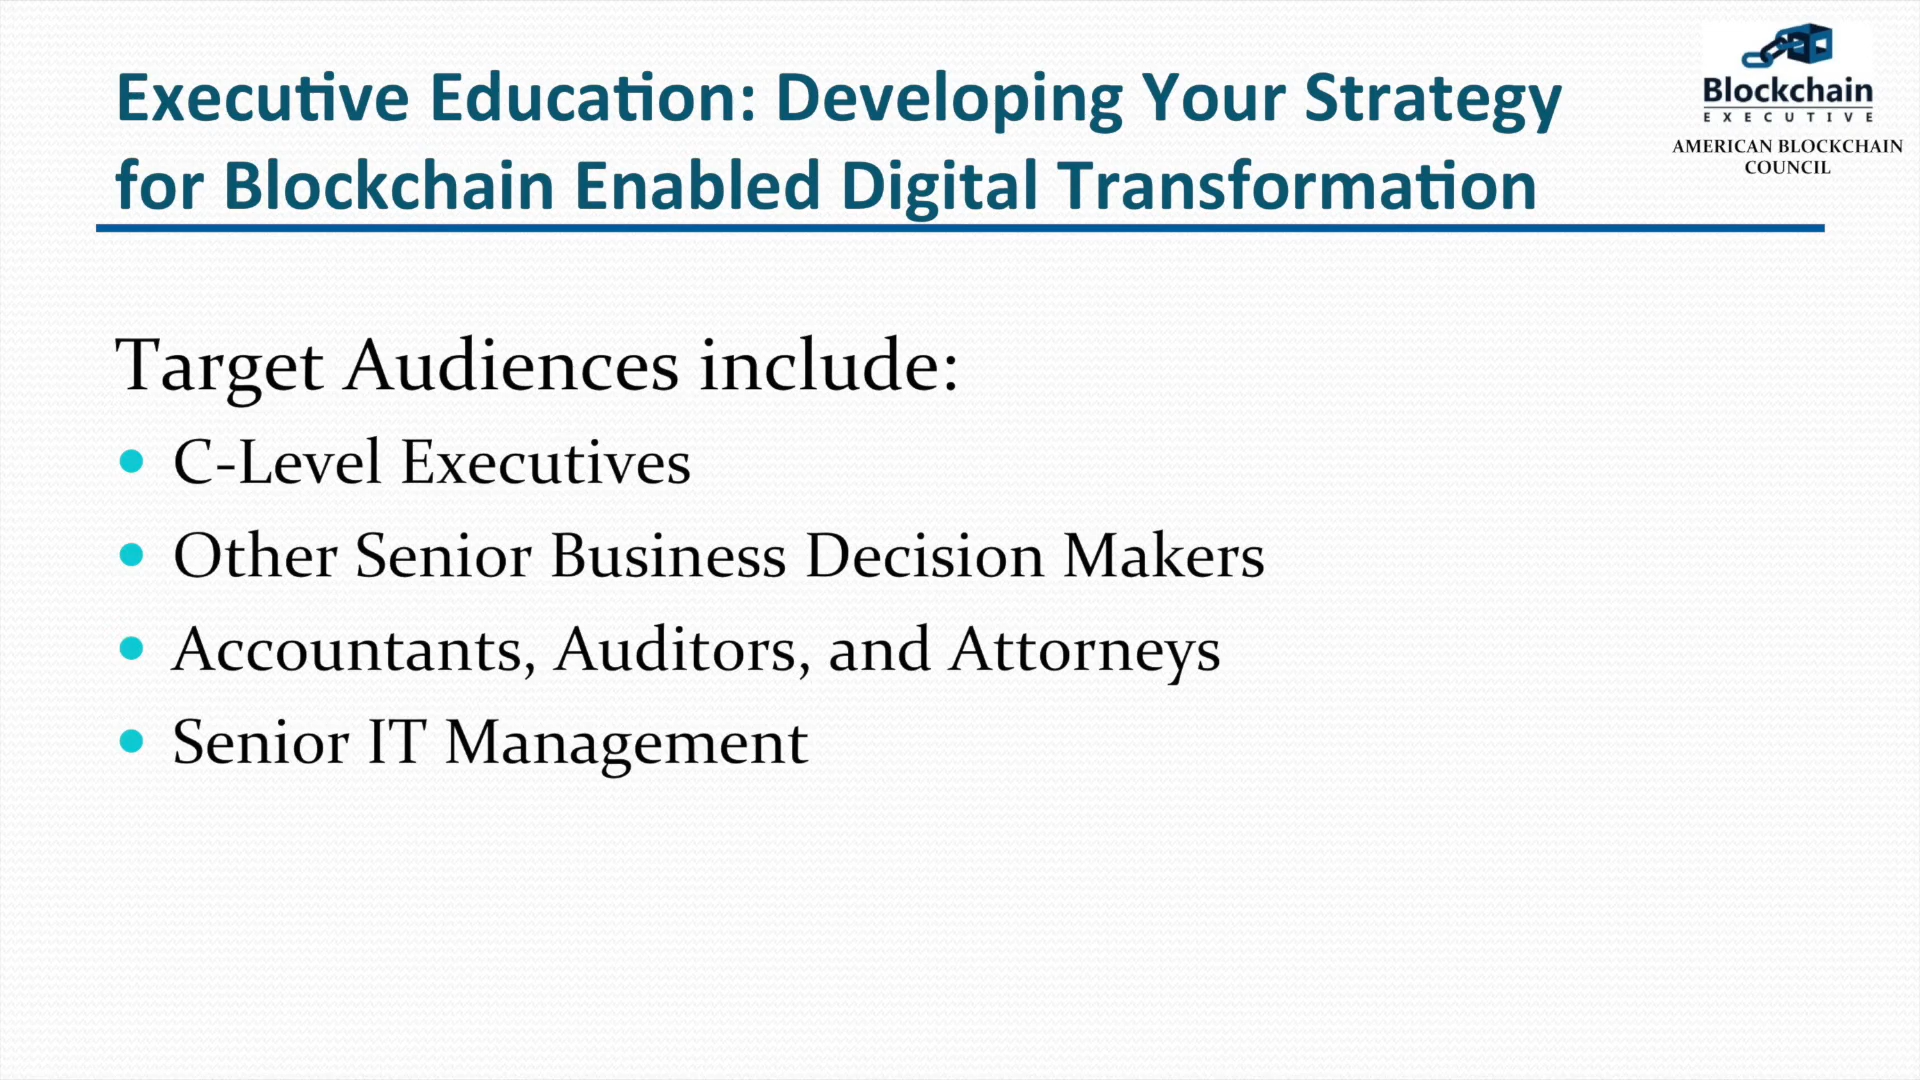 Executive Education: Developing Your Strategy
for Blockchain Enabled Digital Transformation
Blockchain
EXECUTIVE
AMERICAN BLOCKCHAIN
COUNCIL
Target Audiences include:
• C-Level Executives
• Other Senior Business Decision Makers
• Accountants, Auditors, and Attorneys
• Senior IT Management